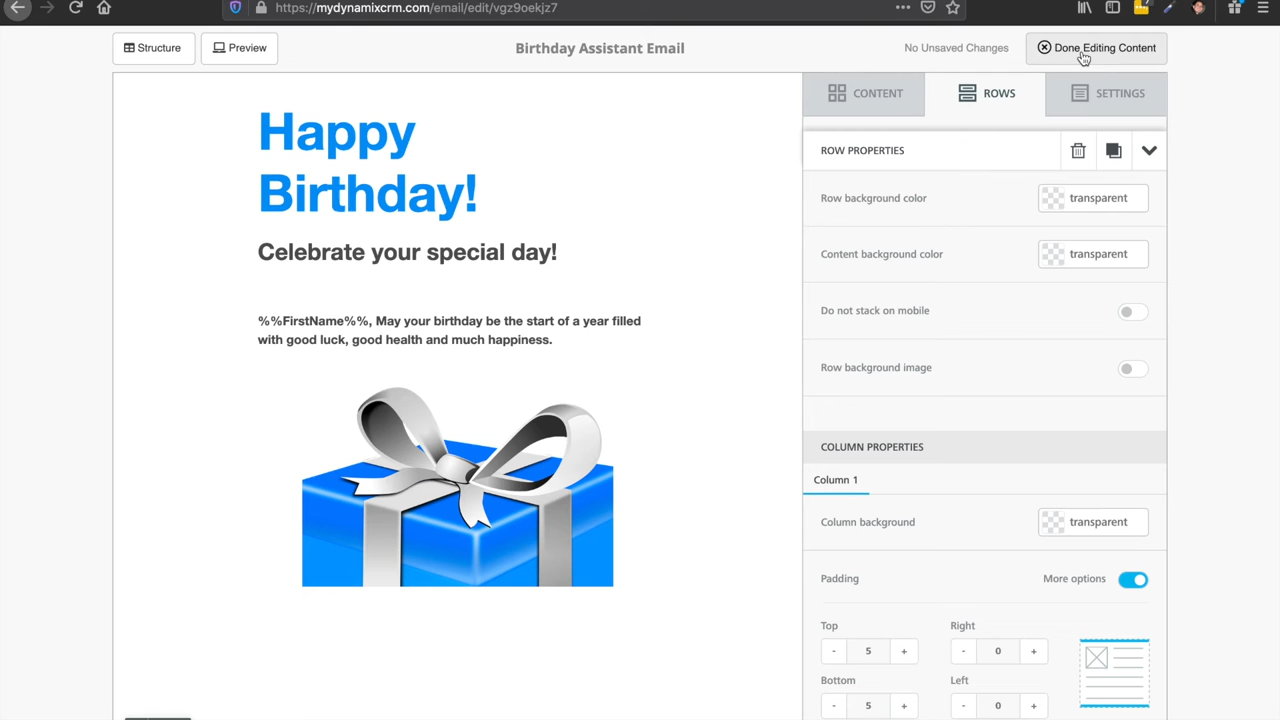 https://mydynamixcrm.com/email/edit/vgz9oekjz7
Structure
Preview
Birthday Assistant Email
No Unsaved Changes
Done Editing Content
Happy
Birthday!
Celebrate your special day!
%%FirstName%%, May your birthday be the start of a year filled
with good luck, good health and much happiness.
CONTENT
ROWS
SETTINGS
ROW PROPERTIES
Row background color
transparent
Content background color
transparent
Do not stack on mobile
Row background image
COLUMN PROPERTIES
Column 1
Column background
transparent
Padding
More options
Top
Right
- 5 +
- 0 +
Bottom
Left
- 5 +
- 0 +